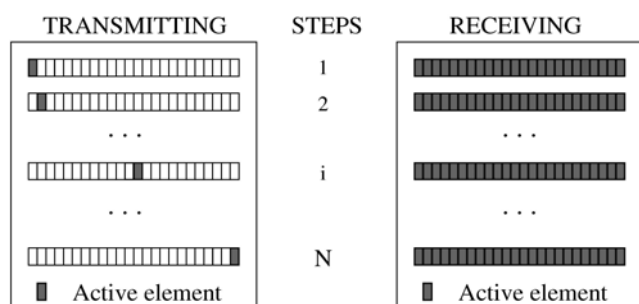 TRANSMITTING STEPS RECEIVING
1
2
. . . . . .
i
. . . . . .
N
Active element Active element